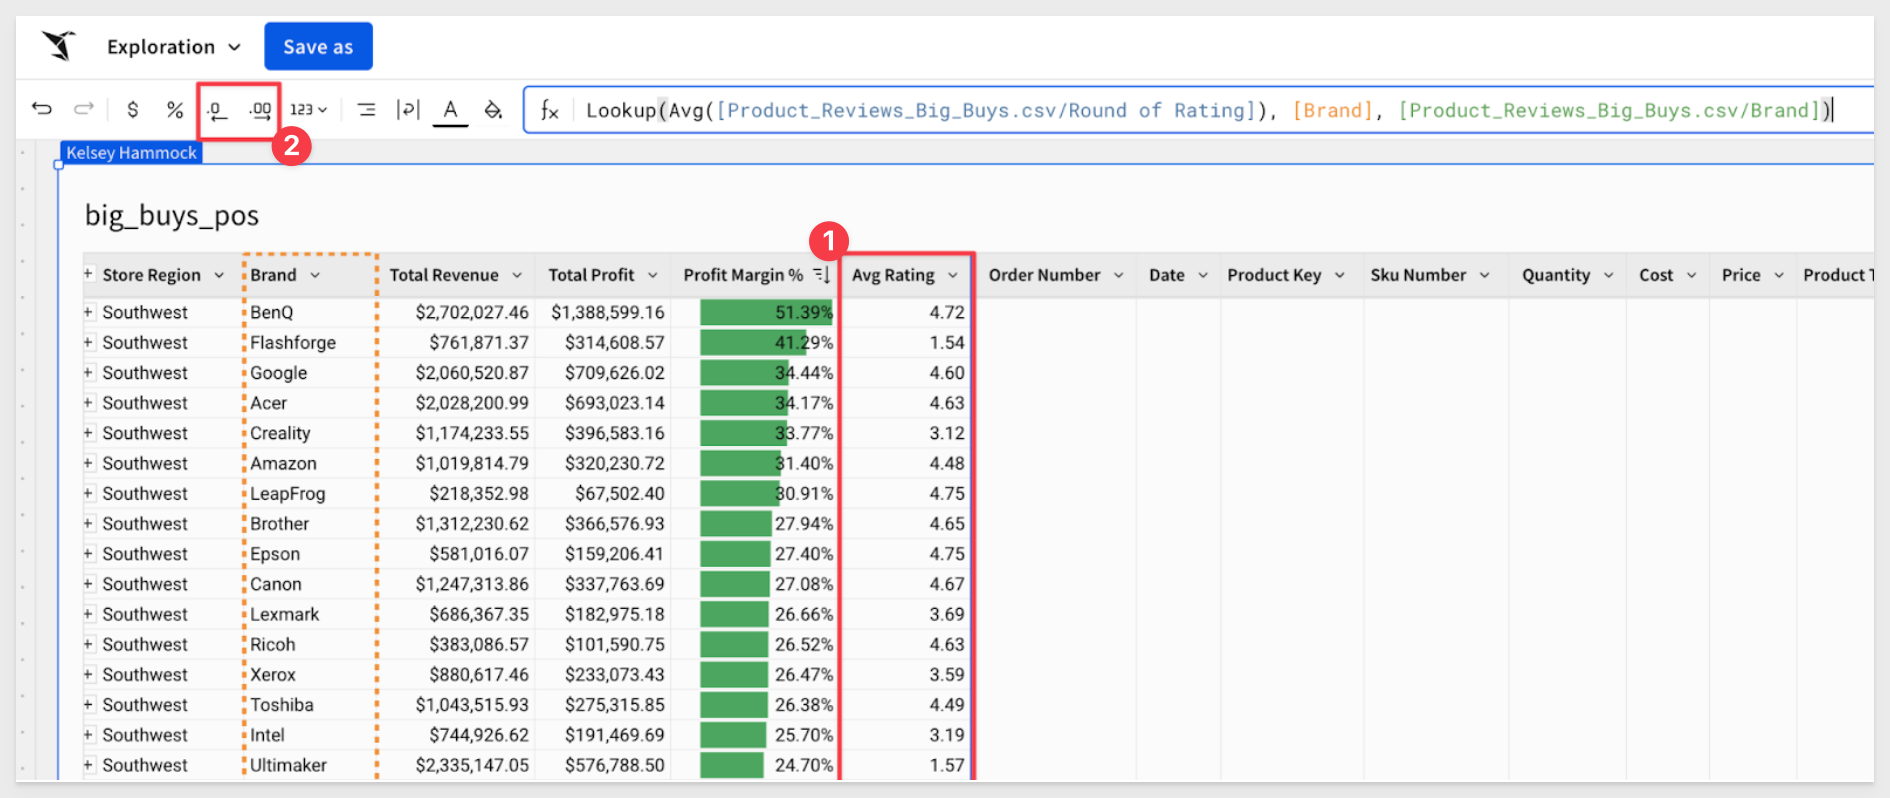 Exploration Save as
$ % .0 .00 123 A fx Lookup(Avg([Product_Reviews_Big_Buys.csv/Round of Rating]), [Brand], [Product_Reviews_Big_Buys.csv/Brand])
2
Kelsey Hammock
big_buys_pos
1
+ Store Region Brand Total Revenue Total Profit Profit Margin % Avg Rating Order Number Date Product Key Sku Number Quantity Cost Price Product T
+ Southwest BenQ $2,702,027.46 $1,388,599.16 51.39% 4.72
+ Southwest Flashforge $761,871.37 $314,608.57 41.29% 1.54
+ Southwest Google $2,060,520.87 $709,626.02 34.44% 4.60
+ Southwest Acer $2,028,200.99 $693,023.14 34.17% 4.63
+ Southwest Creality $1,174,233.55 $396,583.16 33.77% 3.12
+ Southwest Amazon $1,019,814.79 $320,230.72 31.40% 4.48
+ Southwest LeapFrog $218,352.98 $67,502.40 30.91% 4.75
+ Southwest Brother $1,312,230.62 $366,576.93 27.94% 4.65
+ Southwest Epson $581,016.07 $159,206.41 27.40% 4.75
+ Southwest Canon $1,247,313.86 $337,763.69 27.08% 4.67
+ Southwest Lexmark $686,367.35 $182,975.18 26.66% 3.69
+ Southwest Ricoh $383,086.57 $101,590.75 26.52% 4.63
+ Southwest Xerox $880,617.46 $233,073.43 26.47% 3.59
+ Southwest Toshiba $1,043,515.93 $275,315.85 26.38% 4.49
+ Southwest Intel $744,926.62 $191,469.69 25.70% 3.19
+ Southwest Ultimaker $2,335,147.05 $576,788.50 24.70% 1.57